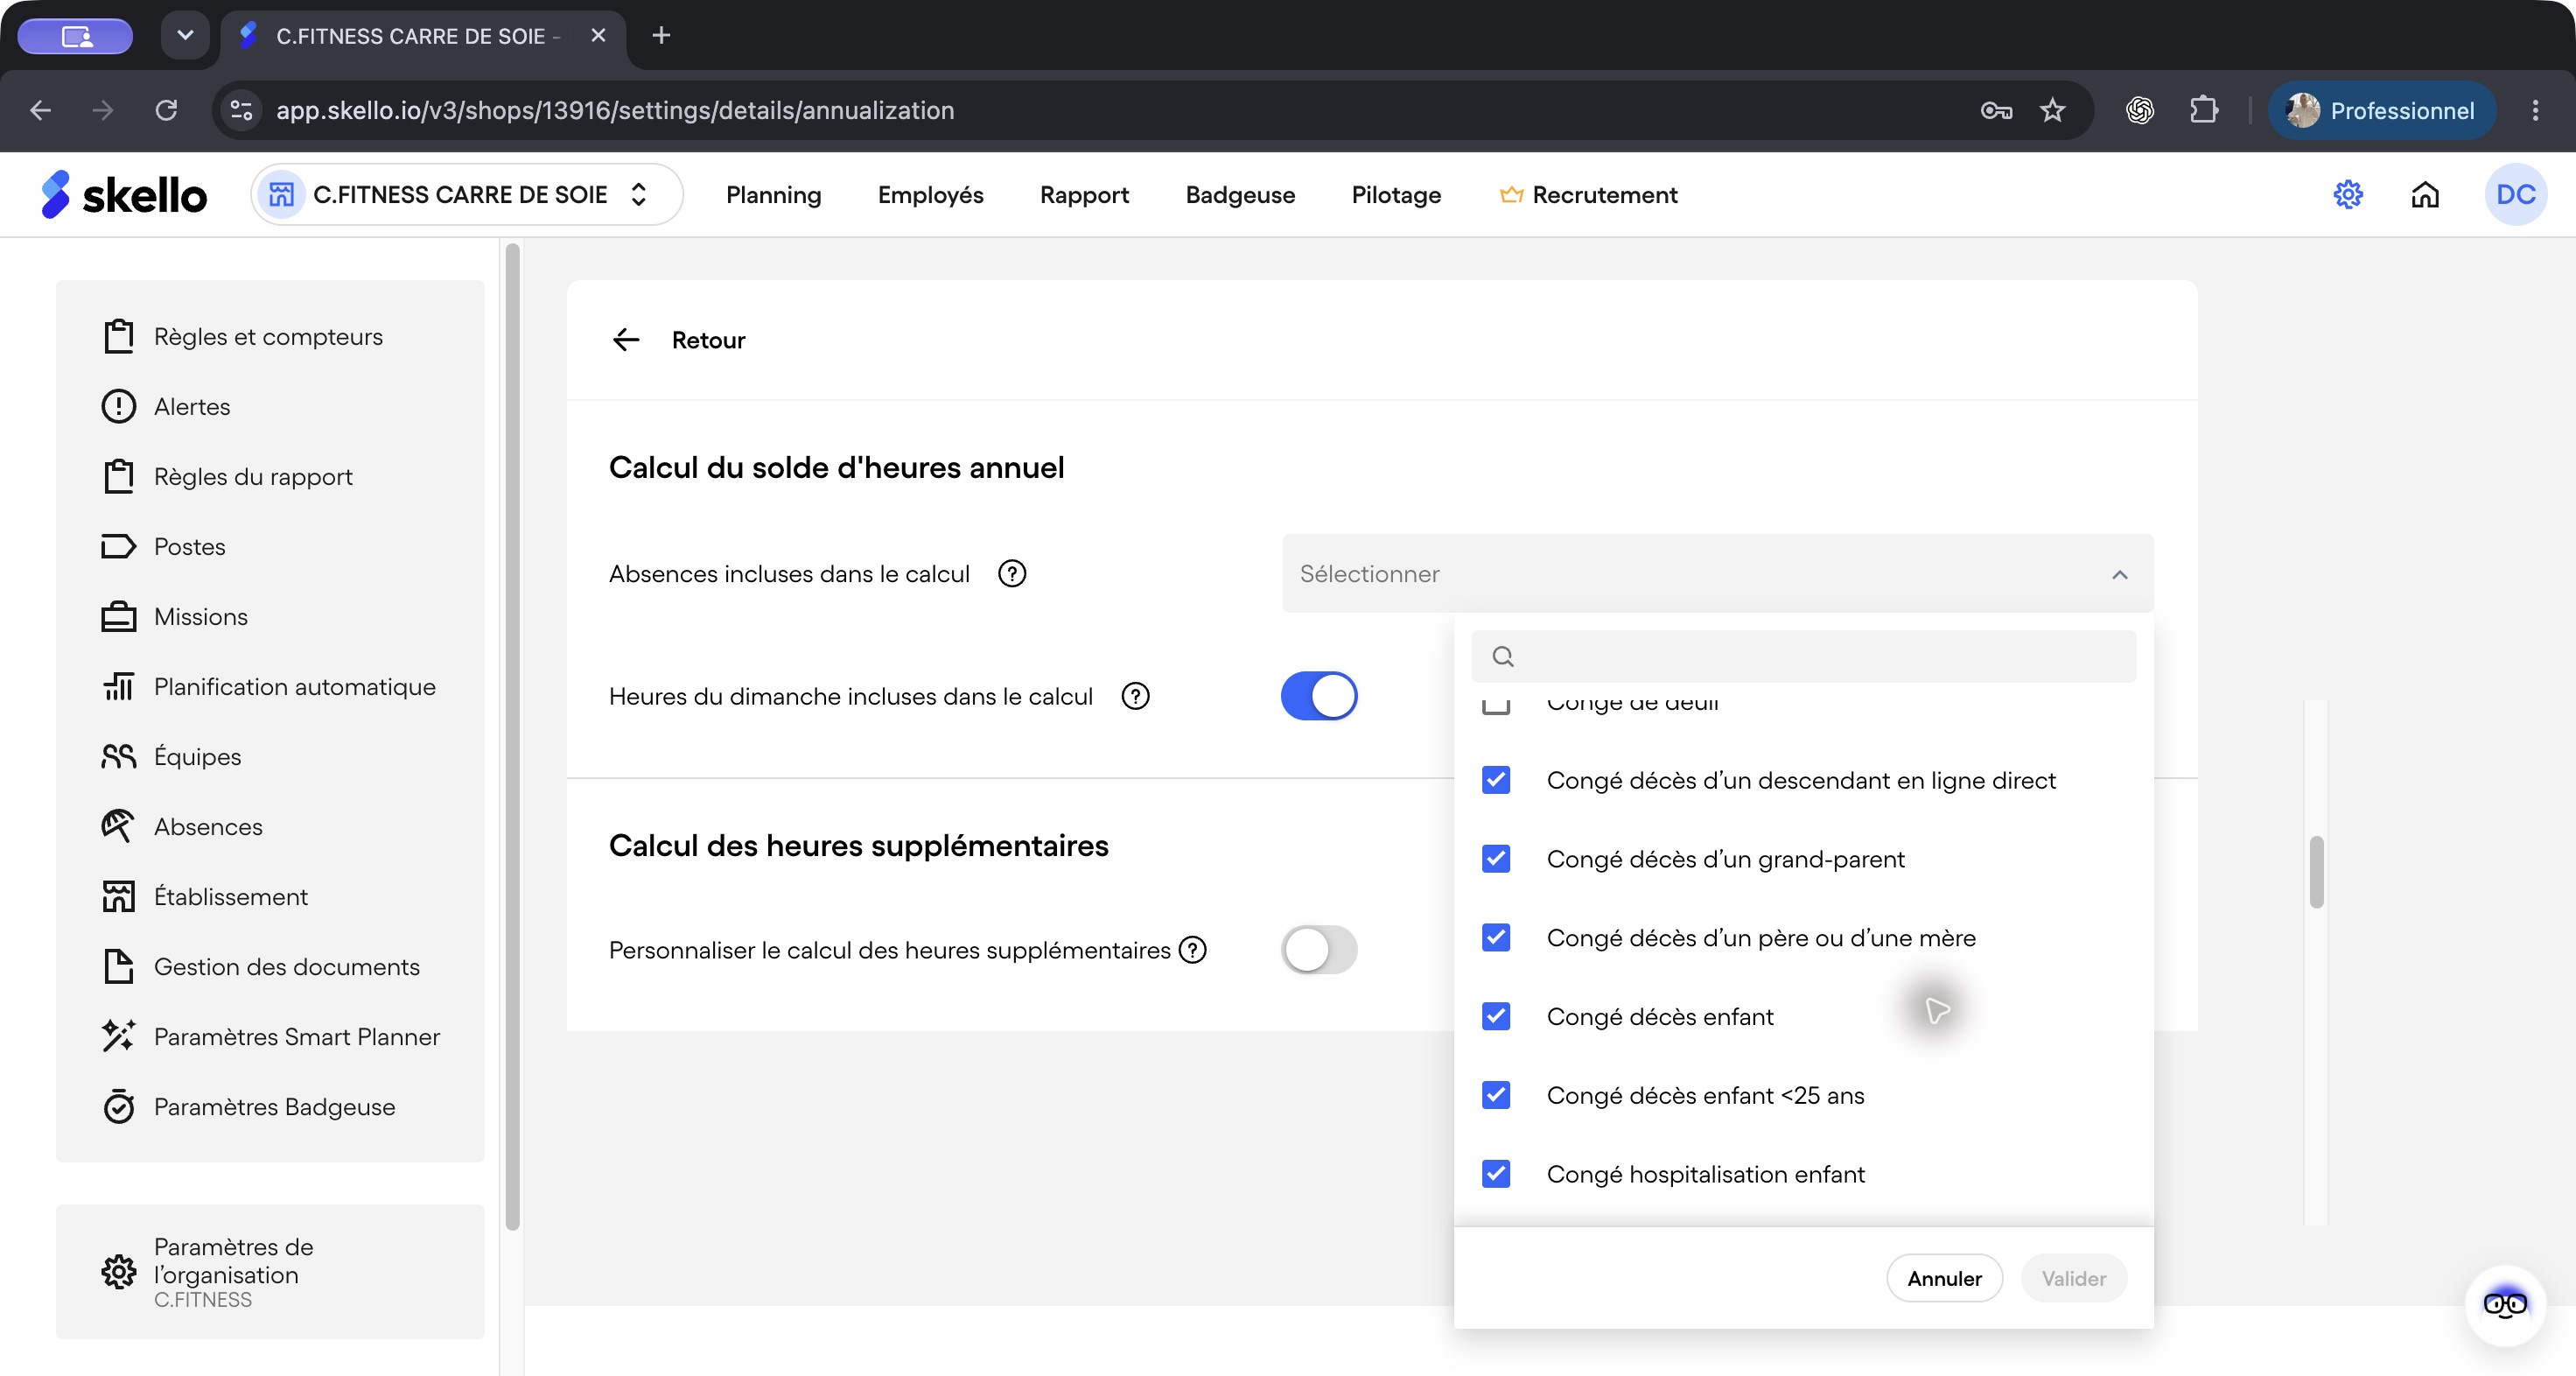 C.FITNESS CARRE DE SOIE -
app.skello.io/v3/shops/13916/settings/details/annualization
Professionnel
skello
C.FITNESS CARRE DE SOIE
Planning
Employés
Rapport
Badgeuse
Pilotage
Recrutement
DC
Règles et compteurs
Alertes
Règles du rapport
Postes
Missions
Planification automatique
Équipes
Absences
Établissement
Gestion des documents
Paramètres Smart Planner
Paramètres Badgeuse
Paramètres de
l’organisation
C.FITNESS
Retour
Calcul du solde d'heures annuel
Absences incluses dans le calcul
Sélectionner
Heures du dimanche incluses dans le calcul
Calcul des heures supplémentaires
Personnaliser le calcul des heures supplémentaires
Congé de deuil
Congé décès d’un descendant en ligne direct
Congé décès d’un grand-parent
Congé décès d’un père ou d’une mère
Congé décès enfant
Congé décès enfant <25 ans
Congé hospitalisation enfant
Annuler
Valider